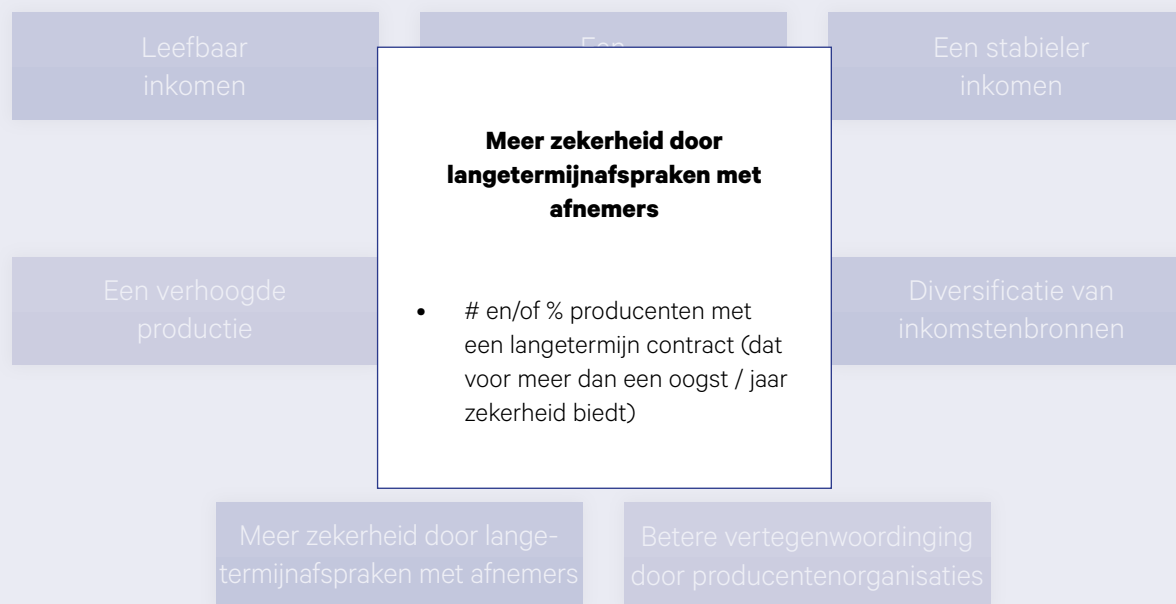 Leefbaar
inkomen
Een
Een stabieler
inkomen
Meer zekerheid door
langetermijnafspraken met
afnemers
• # en/of % producenten met
een langetermijn contract (dat
voor meer dan een oogst / jaar
zekerheid biedt)
Een verhoogde
productie
Diversificatie van
inkomstenbronnen
Meer zekerheid door lange-
termijnafspraken met afnemers
Betere vertegenwoordinging
door producentenorganisaties